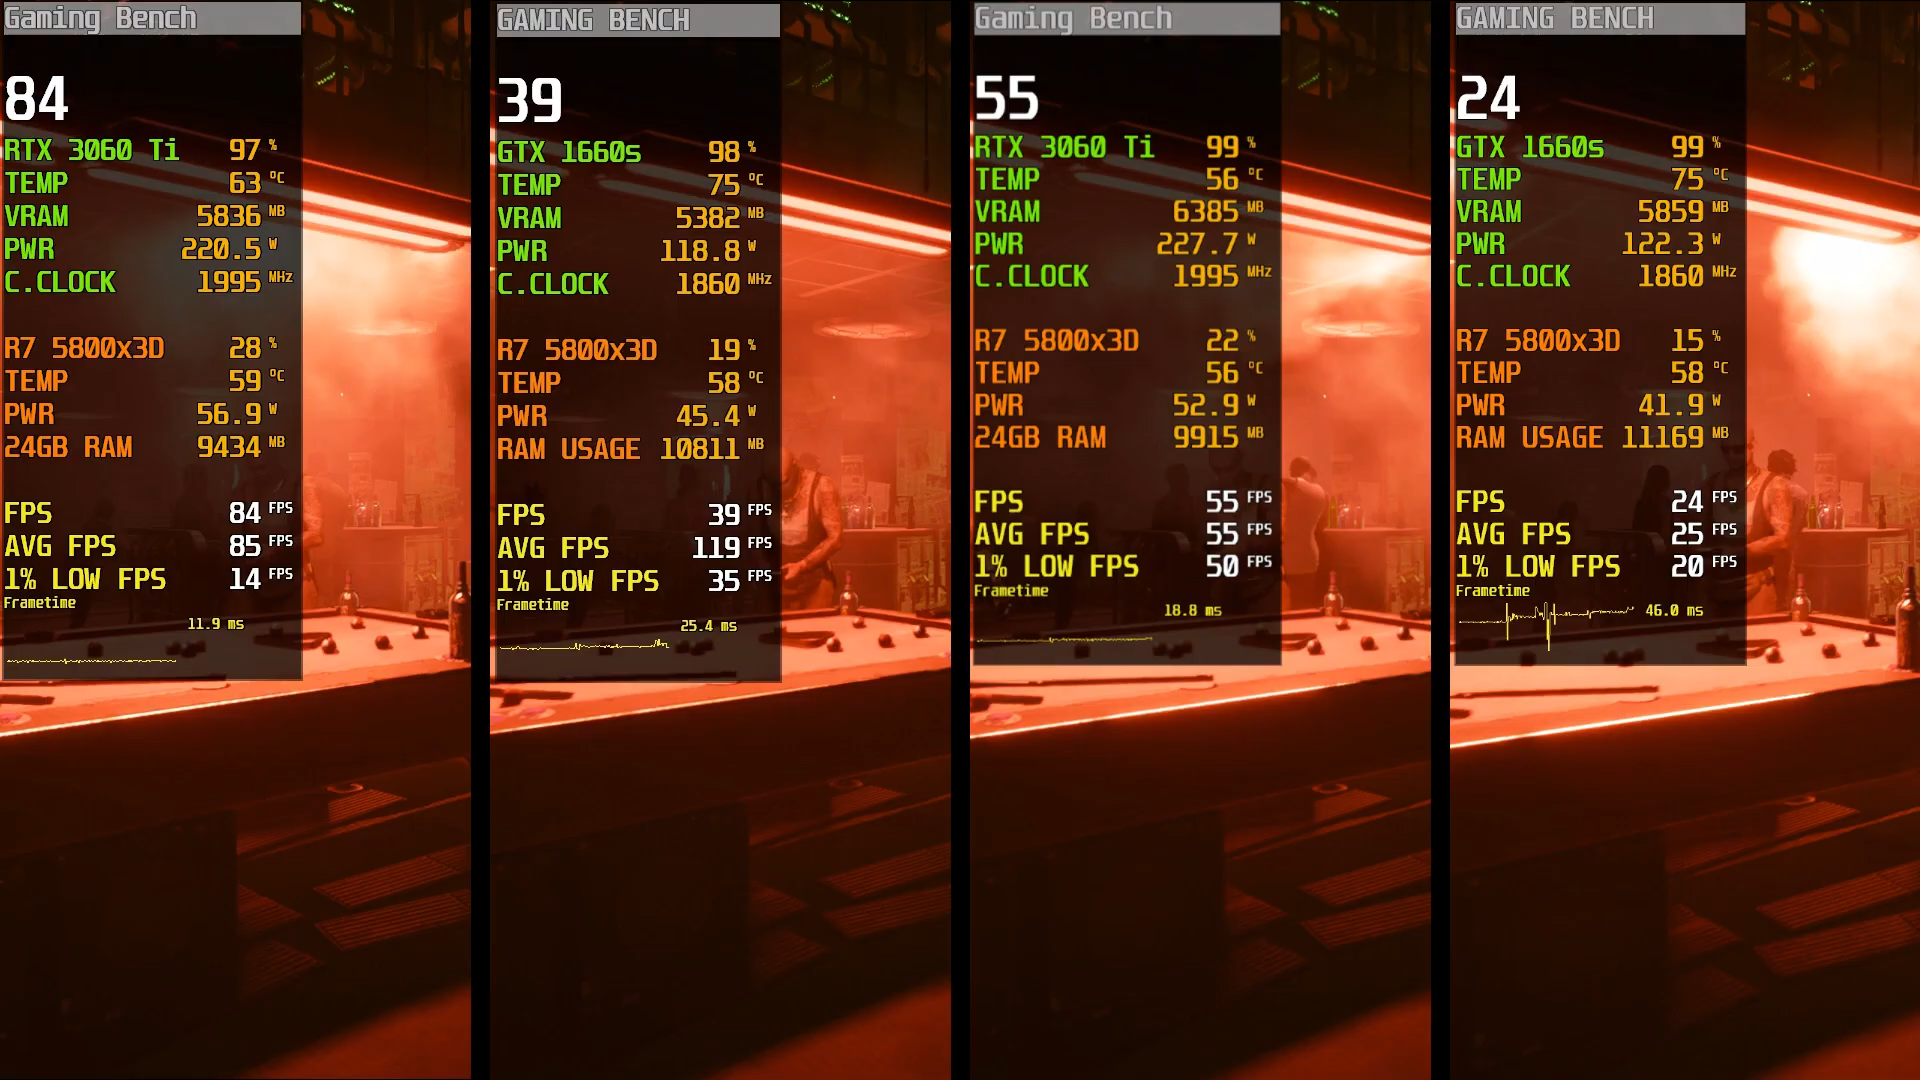 Gaming Bench
84
RTX 3060 Ti 97 %
TEMP 63 °C
VRAM 5836 MB
PWR 220.5 W
C.CLOCK 1995 MHz
R7 5800x3D 28 %
TEMP 59 °C
PWR 56.9 W
24GB RAM 9434 MB
FPS 84 FPS
AVG FPS 85 FPS
1% LOW FPS 14 FPS
Frametime
11.9 ms
GAMING BENCH
39
GTX 1660s 98 %
TEMP 75 °C
VRAM 5382 MB
PWR 118.8 W
C.CLOCK 1860 MHz
R7 5800x3D 19 %
TEMP 58 °C
PWR 45.4 W
RAM USAGE 10811 MB
FPS 39 FPS
AVG FPS 119 FPS
1% LOW FPS 35 FPS
Frametime
25.4 ms
Gaming Bench
55
RTX 3060 Ti 99 %
TEMP 56 °C
VRAM 6385 MB
PWR 227.7 W
C.CLOCK 1995 MHz
R7 5800x3D 22 %
TEMP 56 °C
PWR 52.9 W
24GB RAM 9915 MB
FPS 55 FPS
AVG FPS 55 FPS
1% LOW FPS 50 FPS
Frametime
18.8 ms
GAMING BENCH
24
GTX 1660s 99 %
TEMP 75 °C
VRAM 5859 MB
PWR 122.3 W
C.CLOCK 1860 MHz
R7 5800x3D 15 %
TEMP 58 °C
PWR 41.9 W
RAM USAGE 11169 MB
FPS 24 FPS
AVG FPS 25 FPS
1% LOW FPS 20 FPS
Frametime
46.0 ms